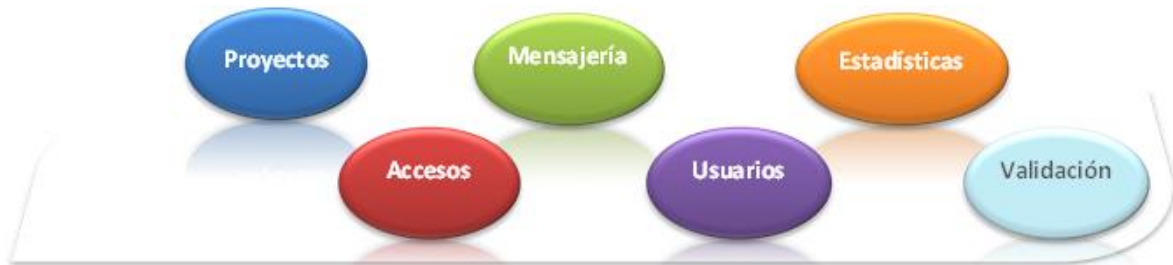 Proyectos
Mensajería
Estadísticas
Accesos
Usuarios
Validación